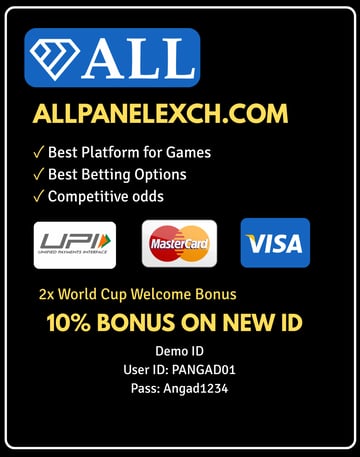 ALL
ALLPANELEXCH.COM
✓ Best Platform for Games
✓ Best Betting Options
✓ Competitive odds
UPI
UNIFIED PAYMENTS INTERFACE
MasterCard
VISA
2x World Cup Welcome Bonus
10% BONUS ON NEW ID
Demo ID
User ID: PANGAD01
Pass: Angad1234